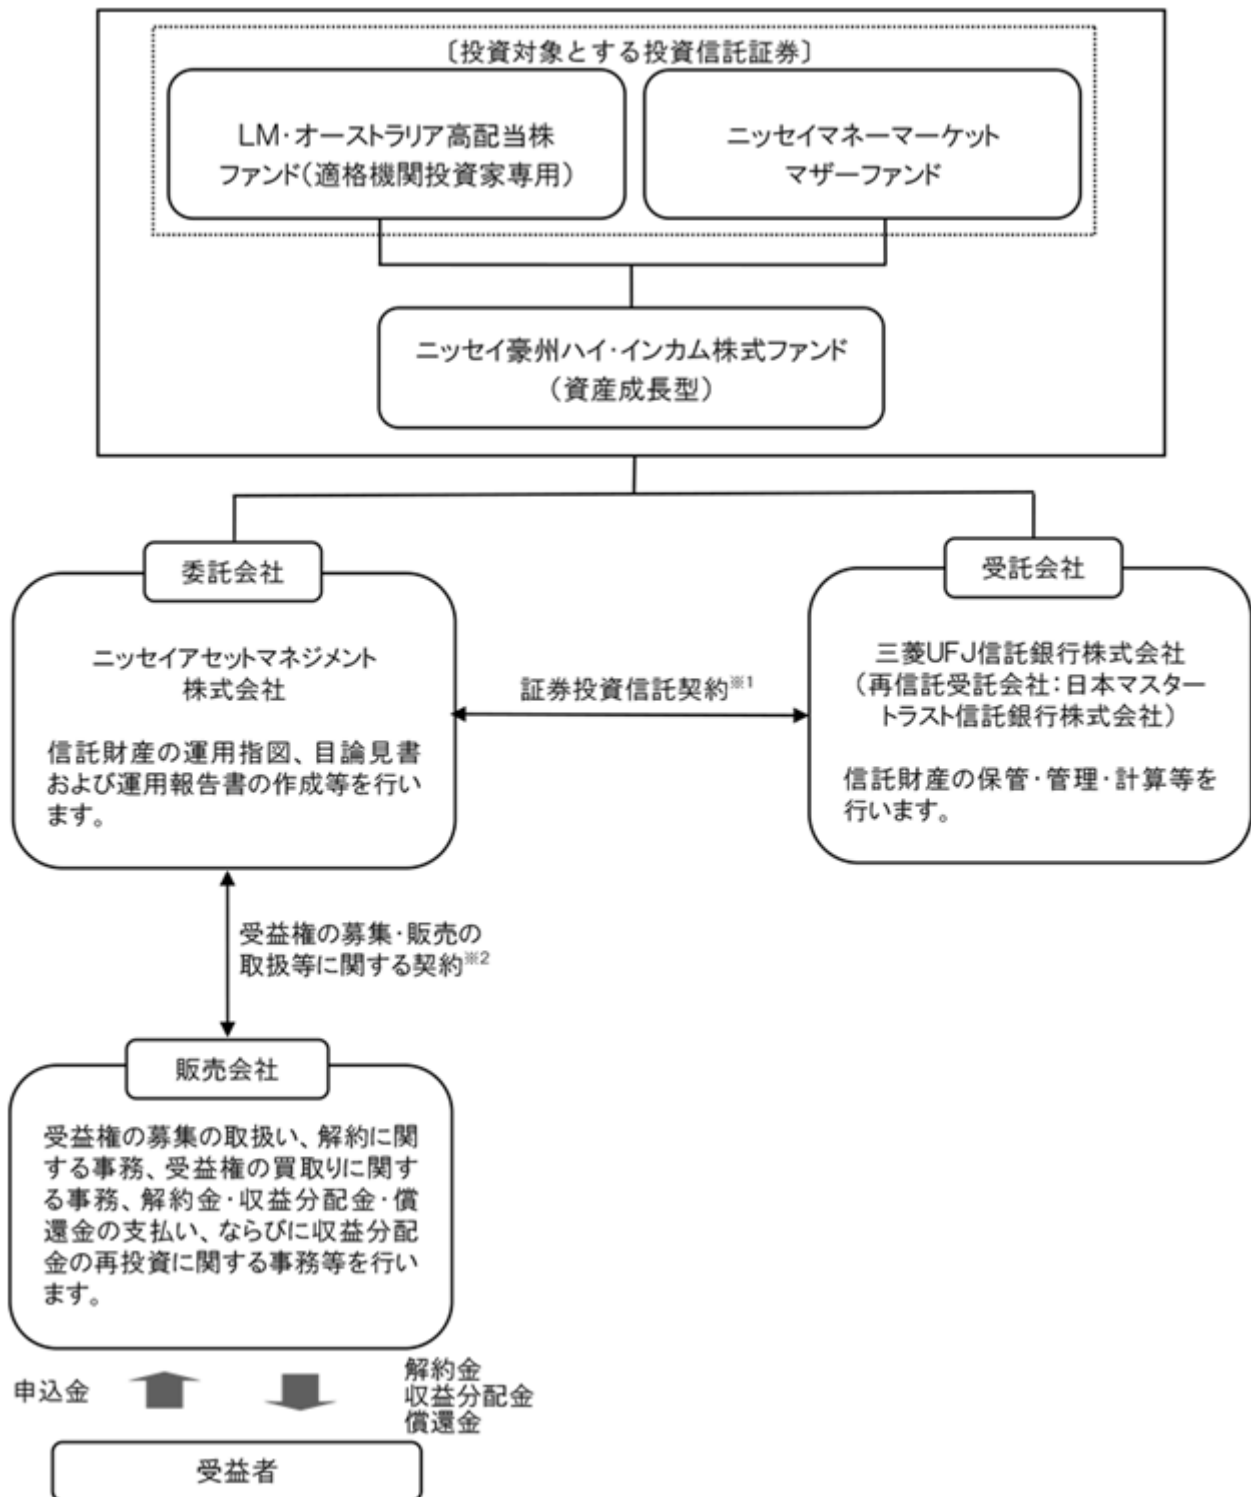 〔投資対象とする投資信託証券〕
LM・オーストラリア高配当株
ファンド（適格機関投資家専用）
ニッセイマネーマーケット
マザーファンド
ニッセイ豪州ハイ・インカム株式ファンド
（資産成長型）
委託会社
ニッセイアセットマネジメント
株式会社
信託財産の運用指図、目論見書
および運用報告書の作成等を行い
ます。
証券投資信託契約※1
受託会社
三菱UFJ信託銀行株式会社
（再信託受託会社：日本マスター
トラスト信託銀行株式会社）
信託財産の保管・管理・計算等を
行います。
受益権の募集・販売の
取扱等に関する契約※2
販売会社
受益権の募集の取扱い、解約に関
する事務、受益権の買取りに関す
る事務、解約金・収益分配金・償
還金の支払い、ならびに収益分配
金の再投資に関する事務等を行い
ます。
申込金
解約金
収益分配金
償還金
受益者